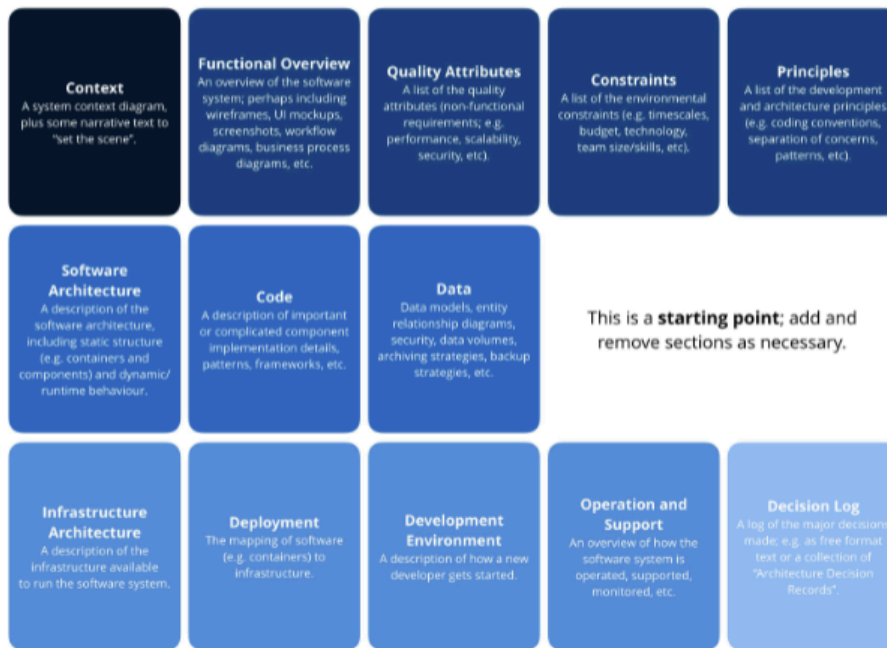 Context
A system context diagram,
plus some narrative text to
"set the scene".
Functional Overview
An overview of the software
system; perhaps including
wireframes, UI mockups,
screenshots, workflow
diagrams, business process
diagrams, etc.
Quality Attributes
A list of the quality
attributes (non-functional
requirements; e.g.
performance, scalability,
security, etc).
Constraints
A list of the environmental
constraints (e.g. timescales,
budget, technology,
team size/skills, etc).
Principles
A list of the development
and architecture principles
(e.g. coding conventions,
separation of concerns,
patterns, etc).
Software
Architecture
A description of the
software architecture,
including static structure
(e.g. containers and
components) and dynamic/
runtime behaviour.
Code
A description of important
or complicated component
implementation details,
patterns, frameworks, etc.
Data
Data models, entity
relationship diagrams,
security, data volumes,
archiving strategies, backup
strategies, etc.
This is a starting point; add and
remove sections as necessary.
Infrastructure
Architecture
A description of the
infrastructure available
to run the software system.
Deployment
The mapping of software
(e.g. containers) to
infrastructure.
Development
Environment
A description of how a new
developer gets started.
Operation and
Support
An overview of how the
software system is
operated, supported,
monitored, etc.
Decision Log
A log of the major decisions
made; e.g. as free format
text or a collection of
"Architecture Decision
Records".